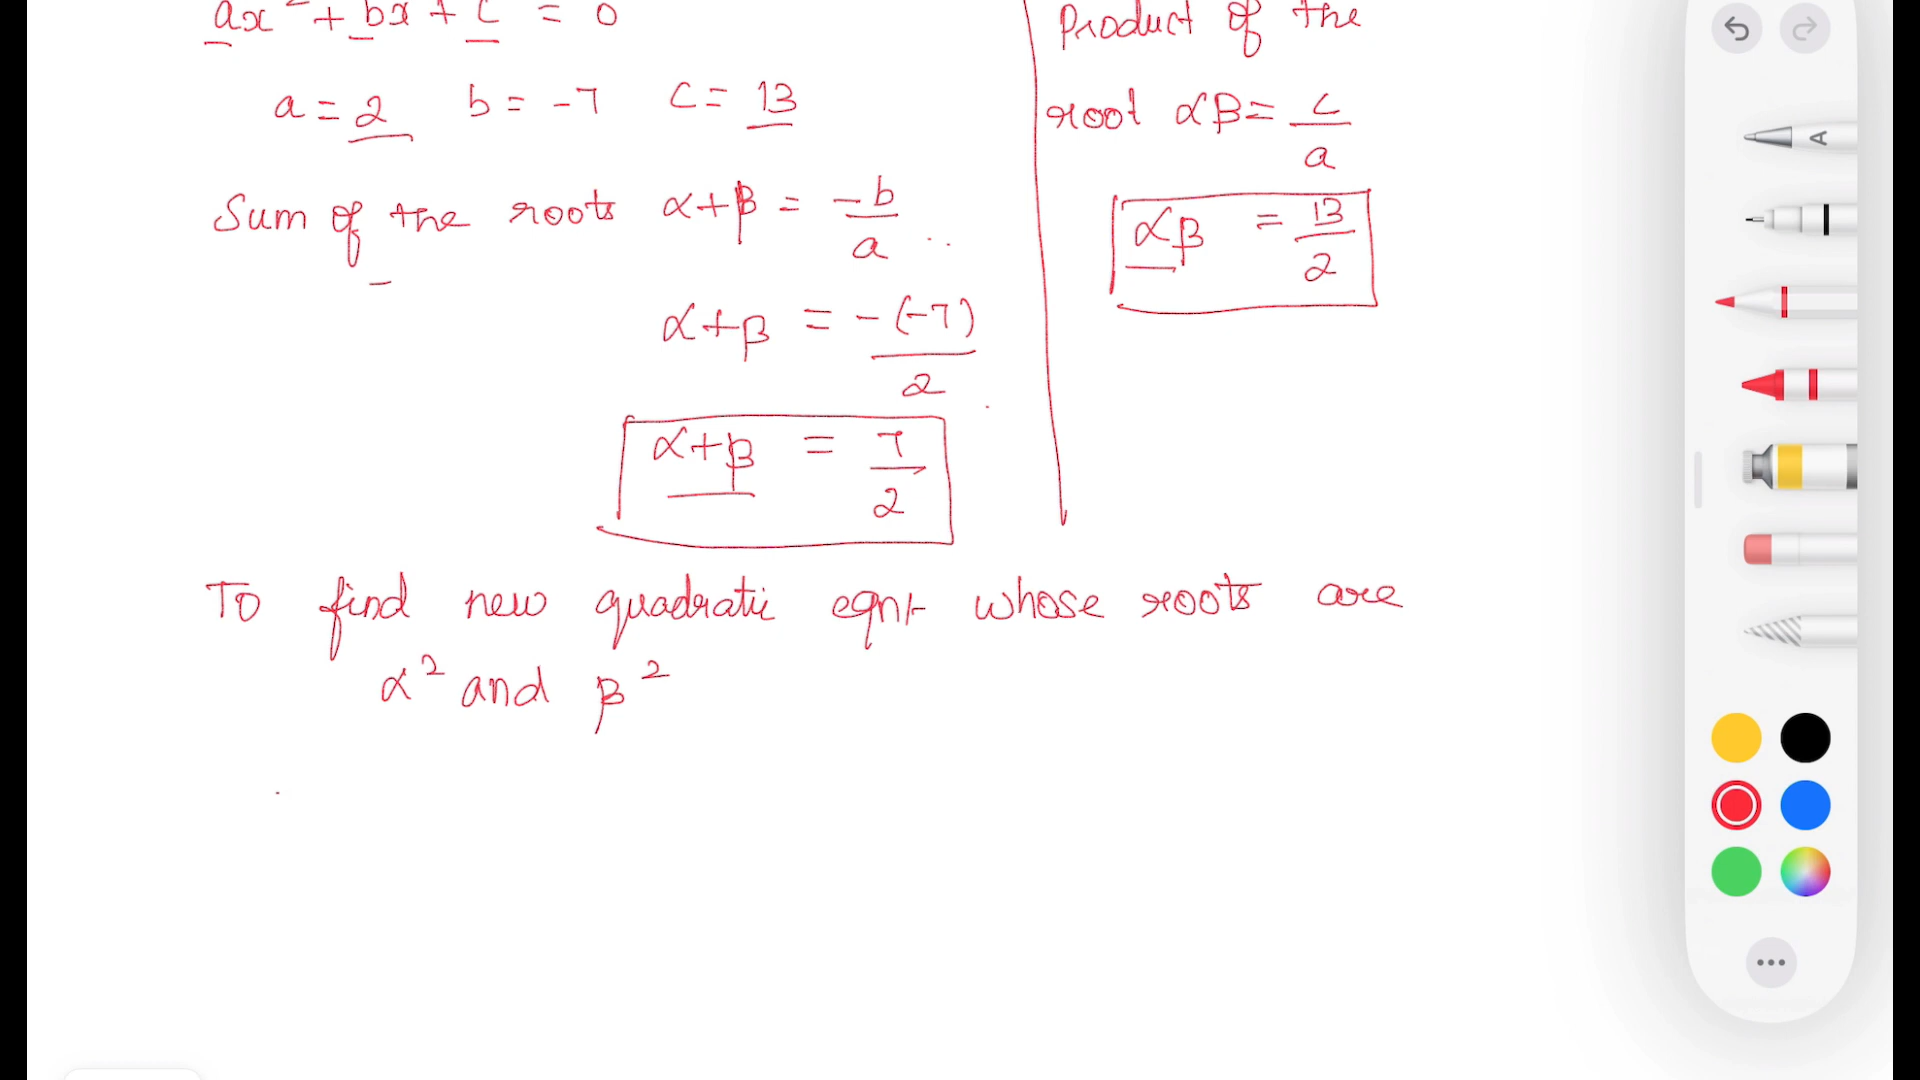 ax² + bx + c = 0
a = 2 b = -7 c = 13
Sum of the roots α+β = -b/a
α+β = -(-7)/2
α+β = 7/2
Product of the
root αβ = c/a
αβ = 13/2
To find new quadratic eqn whose roots are
α² and β²
A